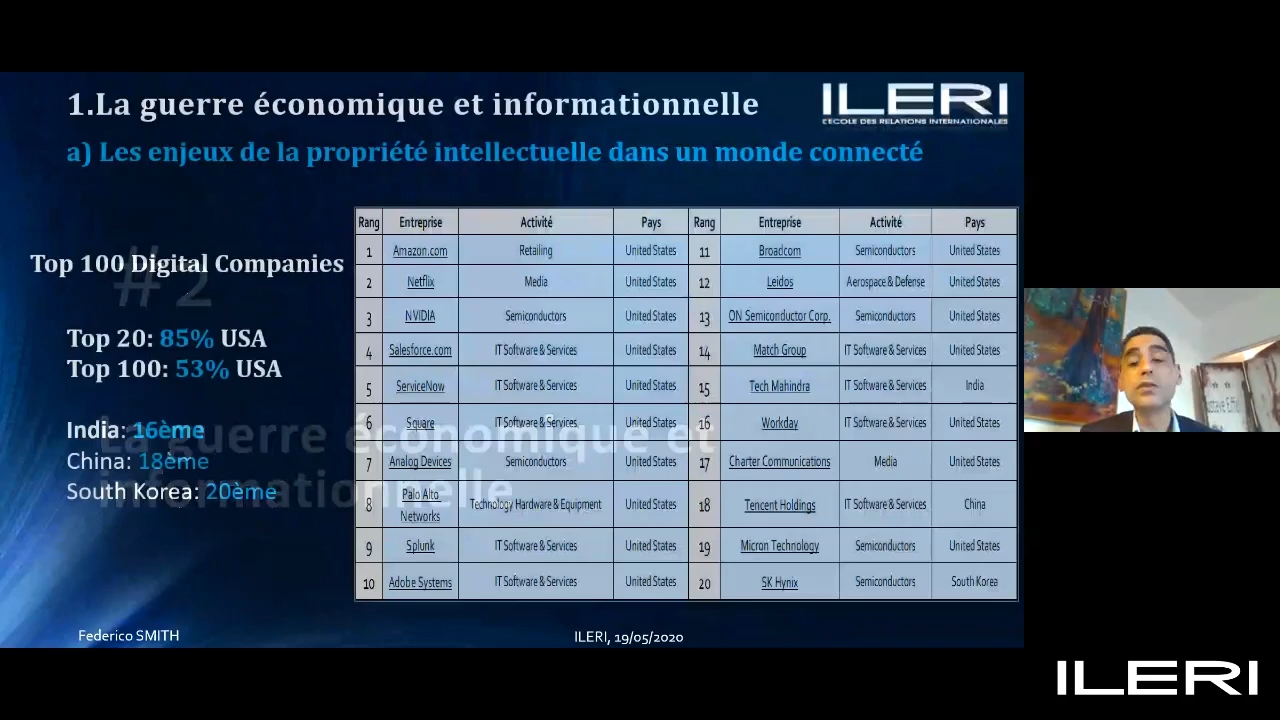 1.La guerre économique et informationnelle
ILERI
L'ECOLE DES RELATIONS INTERNATIONALES
a) Les enjeux de la propriété intellectuelle dans un monde connecté
#2
Top 100 Digital Companies
Top 20: 85% USA
Top 100: 53% USA
India: 16ème
China: 18ème
South Korea: 20ème
La guerre économique et
informationnelle
Rang Entreprise Activité Pays Rang Entreprise Activité Pays
1 Amazon.com Retailing United States 11 Broadcom Semiconductors United States
2 Netflix Media United States 12 Leidos Aerospace & Defense United States
3 NVIDIA Semiconductors United States 13 ON Semiconductor Corp. Semiconductors United States
4 Salesforce.com IT Software & Services United States 14 Match Group IT Software & Services United States
5 ServiceNow IT Software & Services United States 15 Tech Mahindra IT Software & Services India
6 Square IT Software & Services United States 16 Workday IT Software & Services United States
7 Analog Devices Semiconductors United States 17 Charter Communications Media United States
8 Palo Alto Networks Technology Hardware & Equipment United States 18 Tencent Holdings IT Software & Services China
9 Splunk IT Software & Services United States 19 Micron Technology Semiconductors United States
10 Adobe Systems IT Software & Services United States 20 SK Hynix Semiconductors South Korea
Federico SMITH
ILERI, 19/05/2020
ILERI